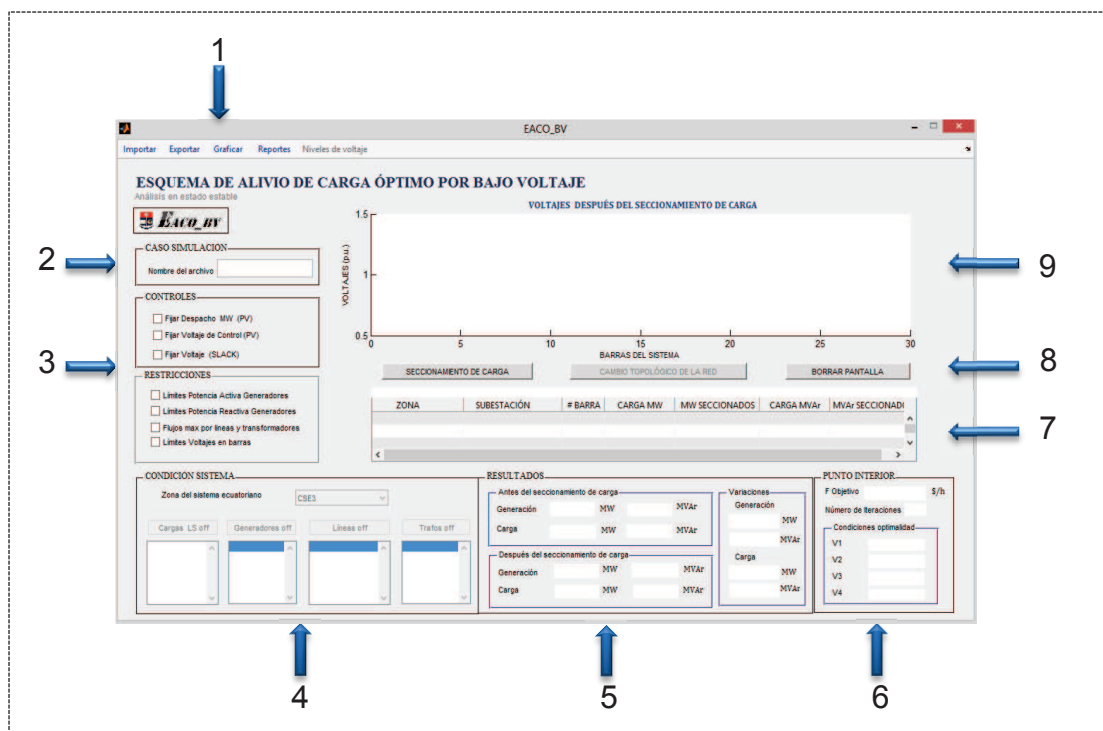 1
EACO_BV
Importar Exportar Graficar Reportes Niveles de voltaje
ESQUEMA DE ALIVIO DE CARGA ÓPTIMO POR BAJO VOLTAJE
Análisis en estado estable
EACO_BV
2
CASO SIMULACION
Nombre del archivo
3
CONTROLES
Fijar Despacho MW (PV)
Fijar Voltaje de Control (PV)
Fijar Voltaje (SLACK)
RESTRICCIONES
Límites Potencia Activa Generadores
Límites Potencia Reactiva Generadores
Flujos max por líneas y transformadores
Límites Voltajes en barras
VOLTAJES DESPUÉS DEL SECCIONAMIENTO DE CARGA
VOLTAJES (p.u.)
1.5
1
0.5
0 5 10 15 20 25 30
BARRAS DEL SISTEMA
9
SECCIONAMIENTO DE CARGA CAMBIO TOPOLÓGICO DE LA RED BORRAR PANTALLA
8
ZONA SUBESTACIÓN # BARRA CARGA MW MW SECCIONADOS CARGA MVAr MVAr SECCIONADO
7
CONDICIÓN SISTEMA
Zona del sistema ecuatoriano CSE3
Cargas LS off Generadores off Líneas off Trafos off
4
RESULTADOS
Antes del seccionamiento de carga
Generación MW MVAr
Carga MW MVAr
Después del seccionamiento de carga
Generación MW MVAr
Carga MW MVAr
Variaciones
Generación
MW
MVAr
Carga
MW
MVAr
5
PUNTO INTERIOR
F Objetivo $/h
Número de Iteraciones
Condiciones optimalidad
V1
V2
V3
V4
6